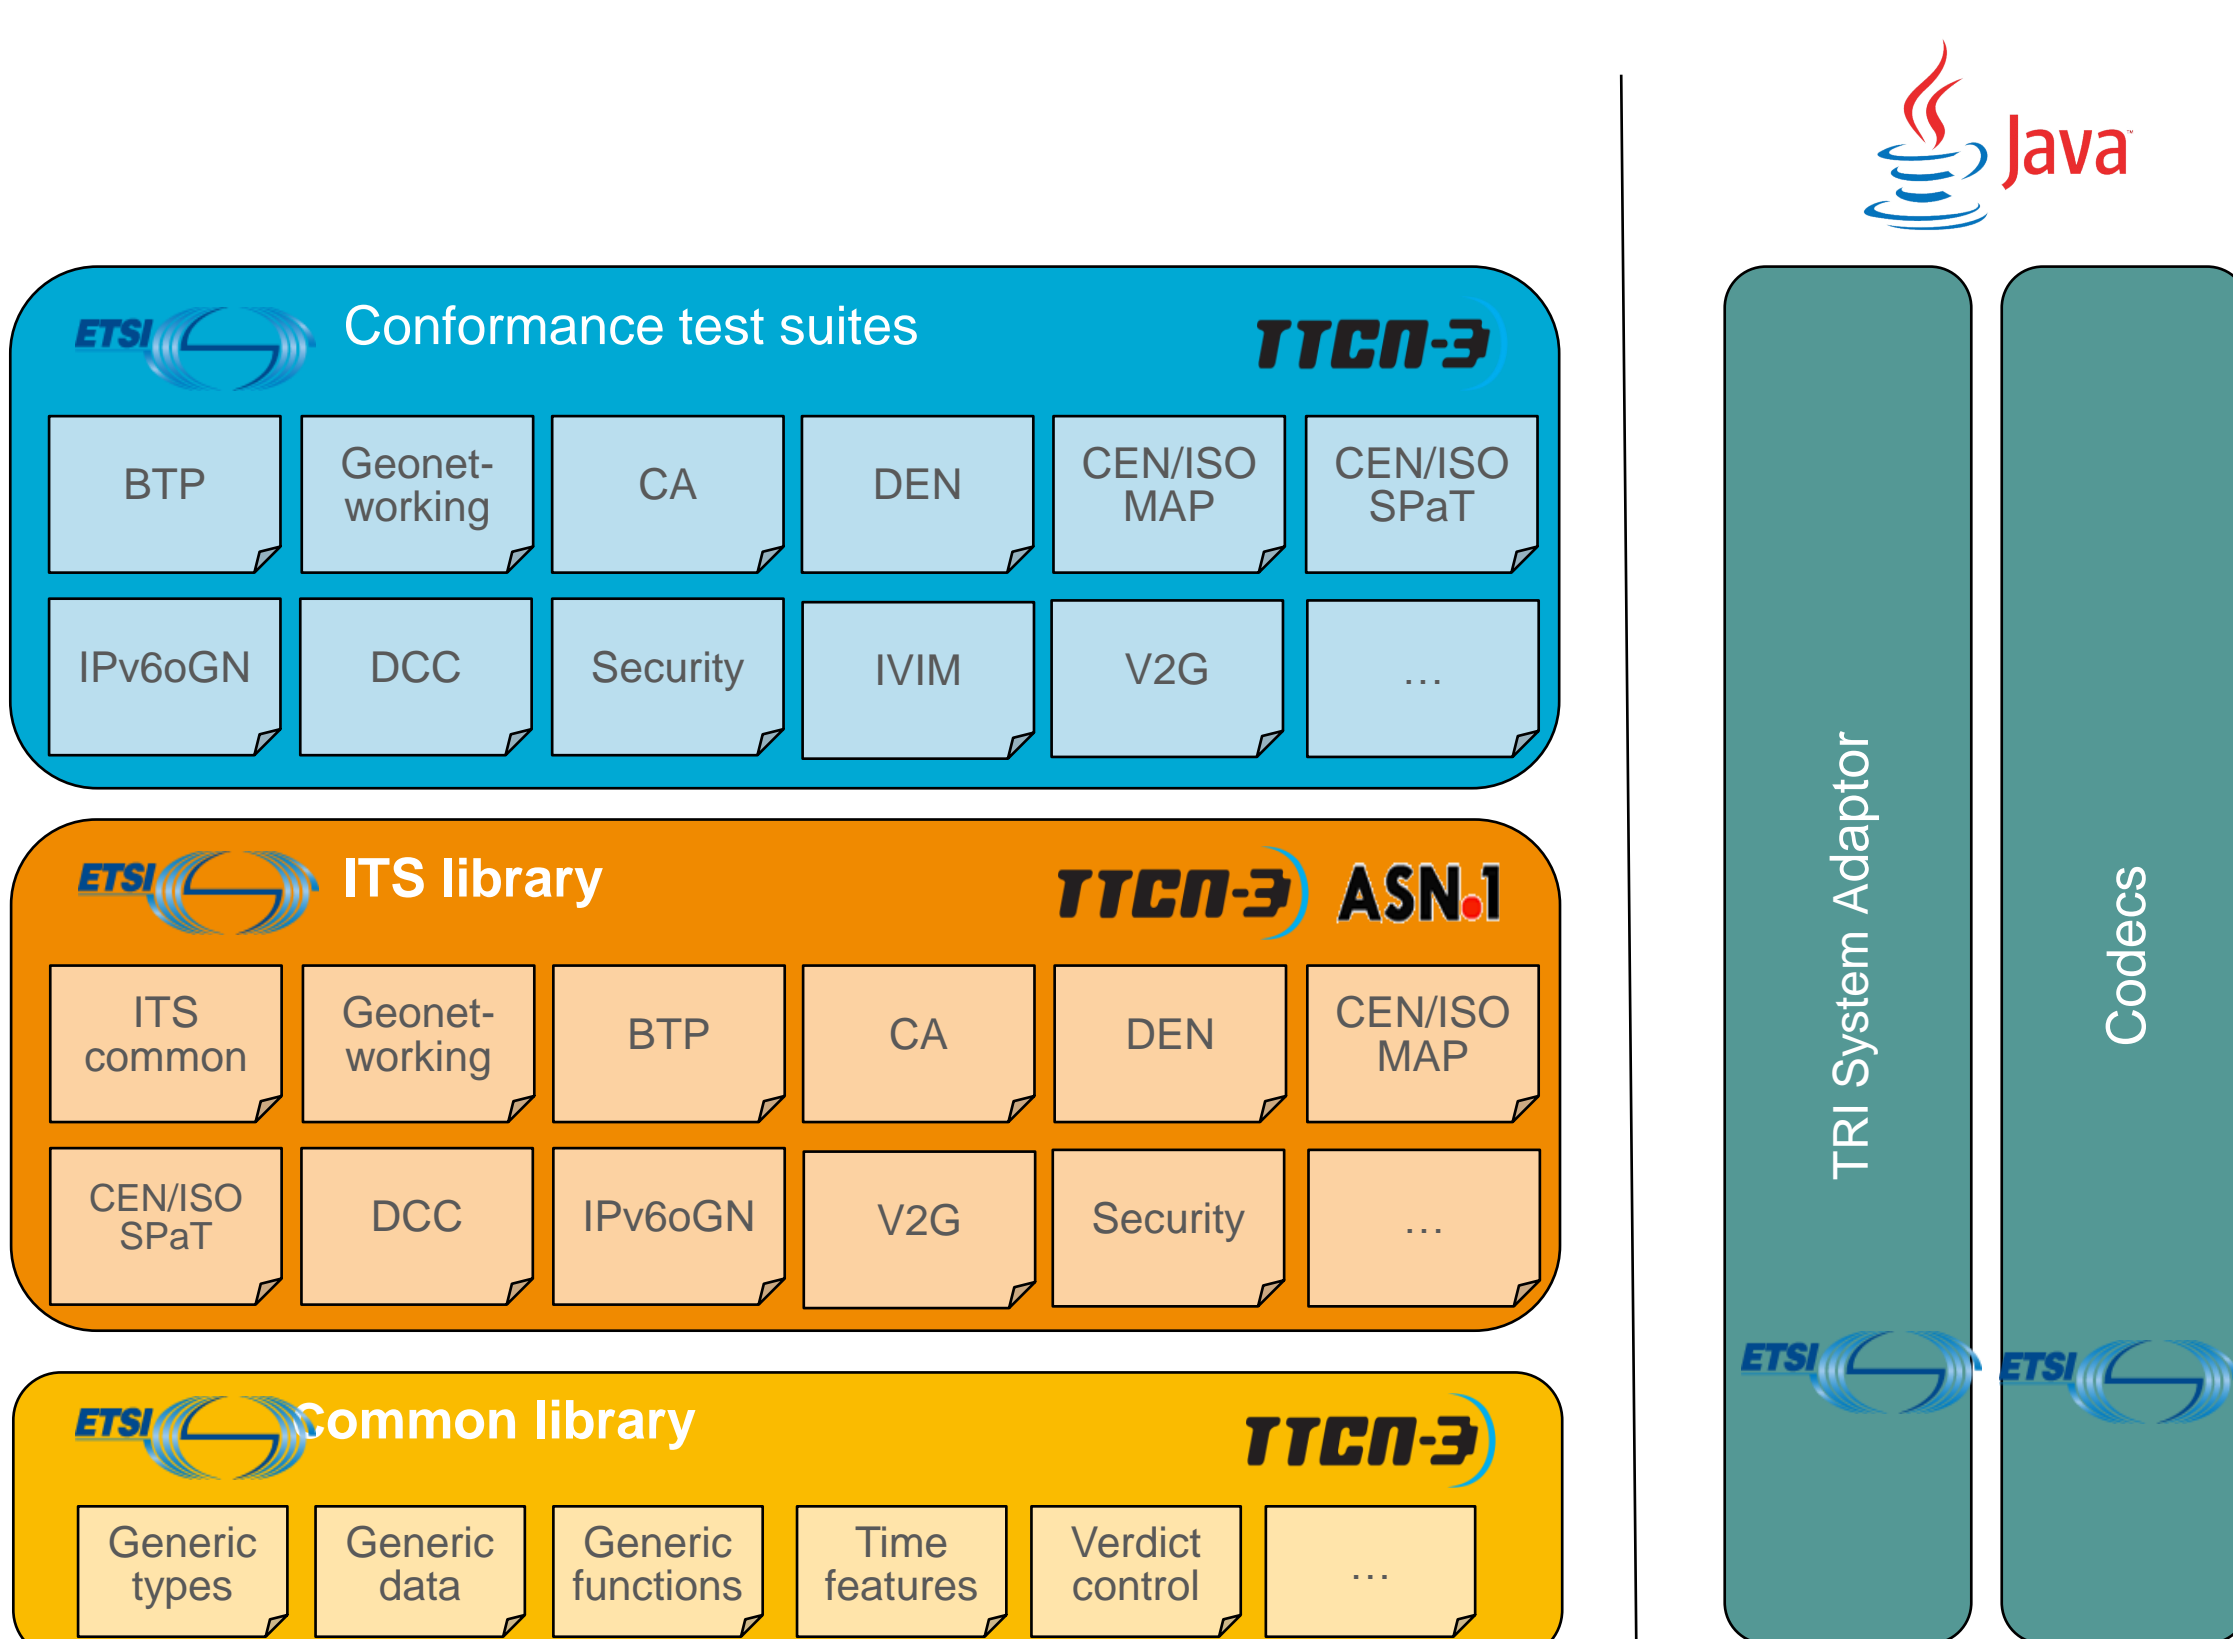 Java™
ETSI
Conformance test suites
TTCN-3
BTP
Geonet-
working
CA
DEN
CEN/ISO
MAP
CEN/ISO
SPaT
IPv6oGN
DCC
Security
IVIM
V2G
...
ETSI
ITS library
TTCN-3
ASN.1
ITS
common
Geonet-
working
BTP
CA
DEN
CEN/ISO
MAP
CEN/ISO
SPaT
DCC
IPv6oGN
V2G
Security
...
ETSI
Common library
TTCN-3
Generic
types
Generic
data
Generic
functions
Time
features
Verdict
control
...
TRI System Adaptor
ETSI
Codecs
ETSI